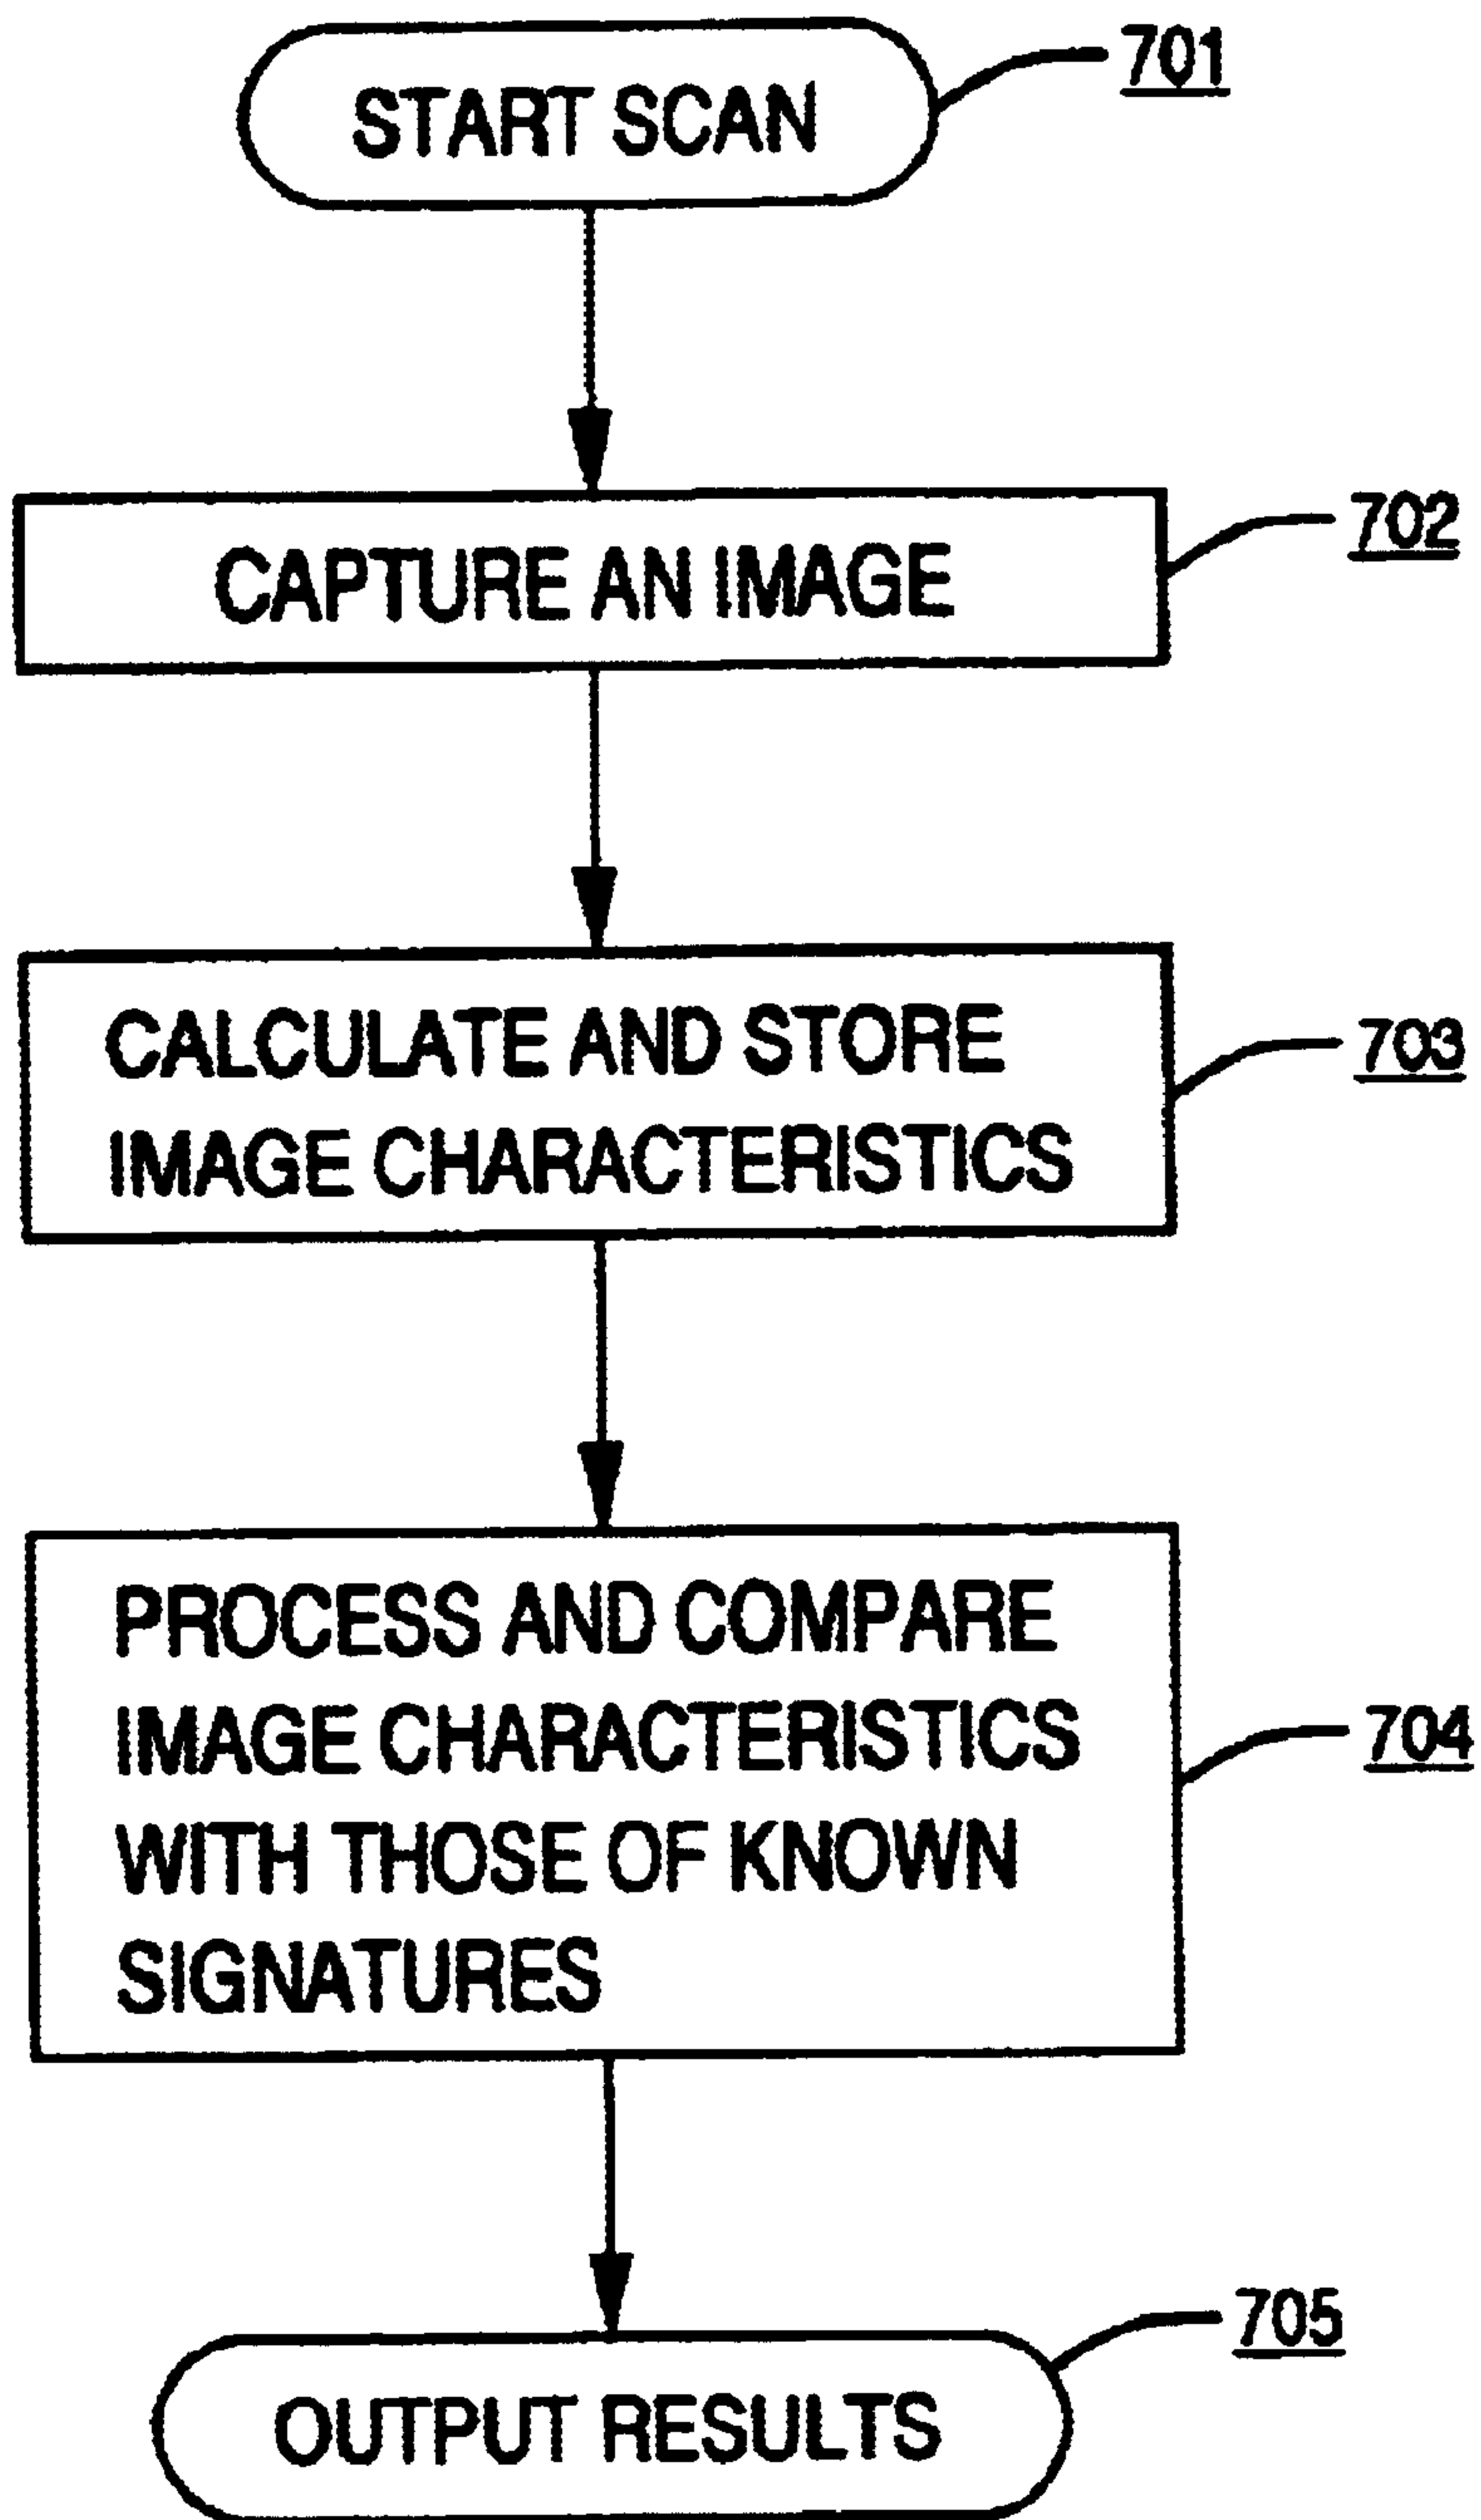 START SCAN
701
CAPTURE AN IMAGE
702
CALCULATE AND STORE
IMAGE CHARACTERISTICS
703
PROCESS AND COMPARE
IMAGE CHARACTERISTICS
WITH THOSE OF KNOWN
SIGNATURES
704
705
OUTPUT RESULTS